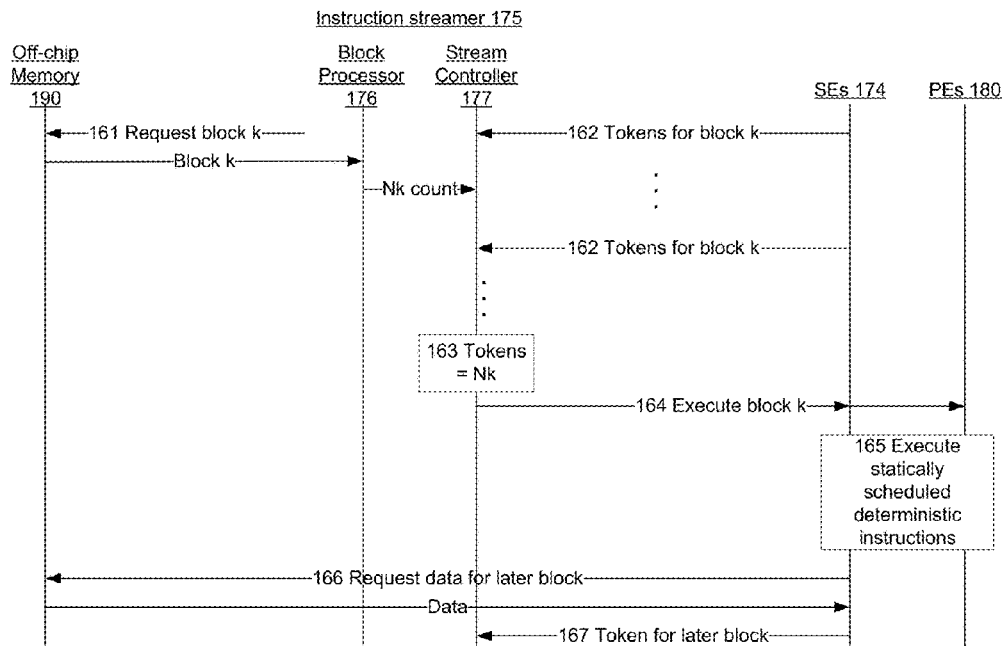 Instruction streamer 175
Off-chip
Memory
190
Block
Processor
176
Stream
Controller
177
SEs 174
PEs 180
161 Request block k
162 Tokens for block k
Block k
Nk count
162 Tokens for block k
163 Tokens
= Nk
164 Execute block k
165 Execute
statically
scheduled
deterministic
instructions
166 Request data for later block
Data
167 Token for later block